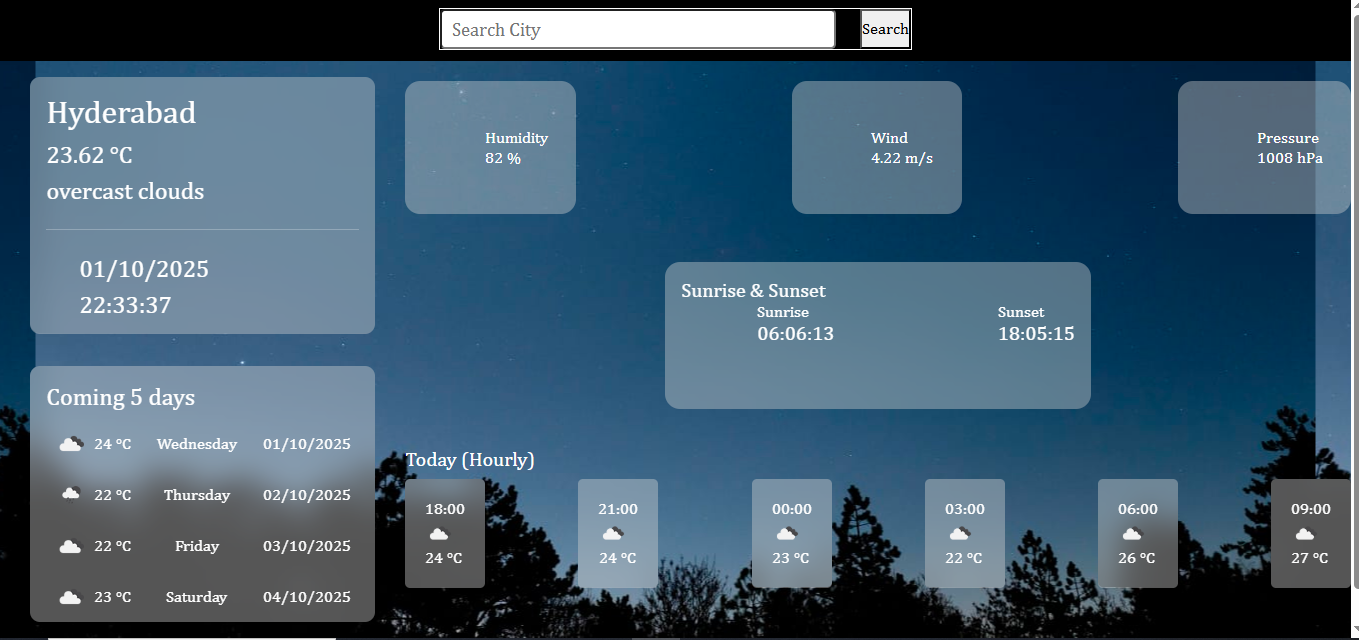 Search City
Search
Hyderabad
23.62 °C
overcast clouds
01/10/2025
22:33:37
Humidity
82 %
Wind
4.22 m/s
Pressure
1008 hPa
Sunrise & Sunset
Sunrise
06:06:13
Sunset
18:05:15
Coming 5 days
24 °C Wednesday 01/10/2025
22 °C Thursday 02/10/2025
22 °C Friday 03/10/2025
23 °C Saturday 04/10/2025
Today (Hourly)
18:00
24 °C
21:00
24 °C
00:00
23 °C
03:00
22 °C
06:00
26 °C
09:00
27 °C